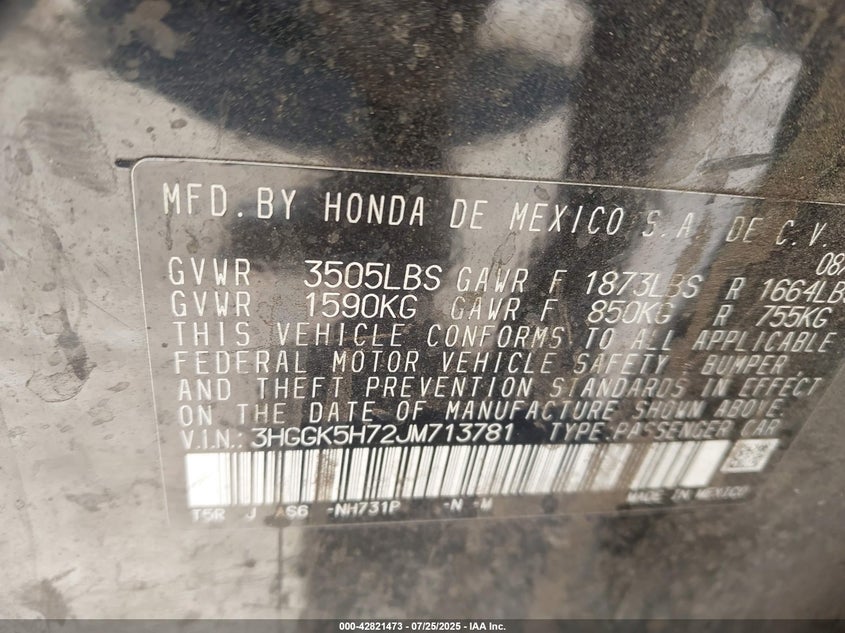 MFD. BY HONDA DE MEXICO S.A. DE C.V.
08/
GVWR 3505LBS GAWR F 1873LBS R 1664LBS
GVWR 1590KG GAWR F 850KG R 755KG
THIS VEHICLE CONFORMS TO ALL APPLICABLE
FEDERAL MOTOR VEHICLE SAFETY, BUMPER,
AND THEFT PREVENTION STANDARDS IN EFFECT
ON THE DATE OF MANUFACTURE SHOWN ABOVE.
V.I.N.: 3HGGK5H72JM713781 TYPE:PASSENGER CAR
MADE IN MEXICO
T5R J AS6 -NH731P -N -M
000-42821473 - 07/25/2025 - IAA Inc.